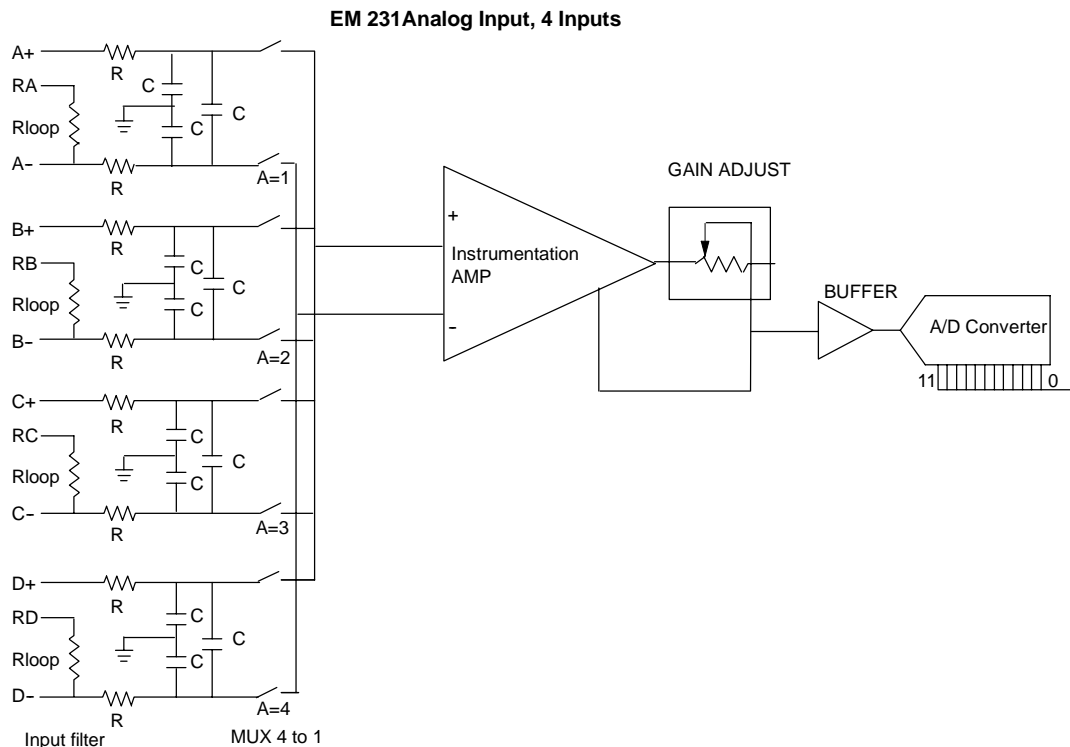 EM 231Analog Input, 4 Inputs
A+
R
C
RA
C
Rloop
C
A−
R
A=1
GAIN ADJUST
B+
R
C
RB
C
Rloop
C
B−
R
A=2
+
Instrumentation
AMP
−
BUFFER
A/D Converter
11
0
C+
R
C
RC
C
Rloop
C
C−
R
A=3
D+
R
C
RD
C
Rloop
C
D−
R
A=4
Input filter
MUX 4 to 1